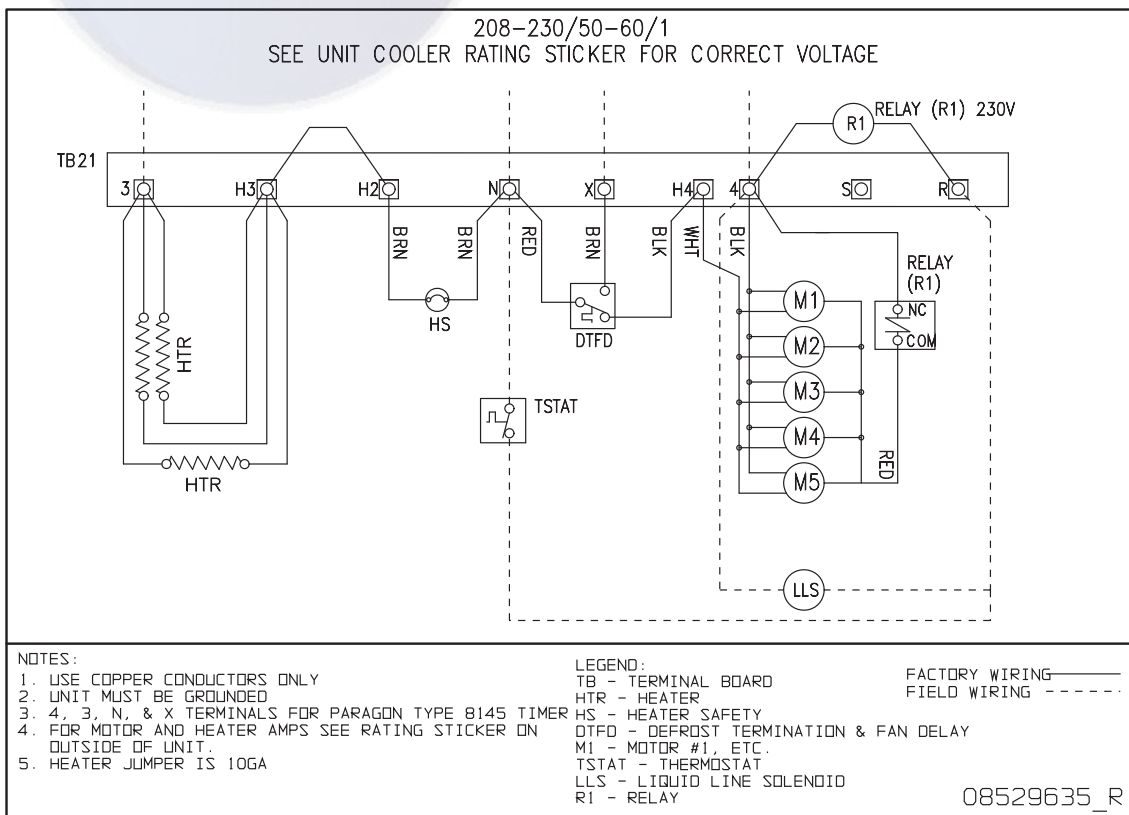 208-230/50-60/1
SEE UNIT COOLER RATING STICKER FOR CORRECT VOLTAGE
RELAY (R1) 230V
R1
TB21
3
H3
H2
N
X
H4
4
S
R
BRN
BRN
RED
BRN
BLK
WHT
BLK
RELAY
(R1)
NC
COM
HS
DTFD
M1
M2
M3
M4
M5
HTR
TSTAT
RED
HTR
LLS
NOTES:
1. USE COPPER CONDUCTORS ONLY
2. UNIT MUST BE GROUNDED
3. 4, 3, N, & X TERMINALS FOR PARAGON TYPE 8145 TIMER
4. FOR MOTOR AND HEATER AMPS SEE RATING STICKER ON
OUTSIDE OF UNIT.
5. HEATER JUMPER IS 10GA
LEGEND:
TB - TERMINAL BOARD
HTR - HEATER
HS - HEATER SAFETY
DTFD - DEFROST TERMINATION & FAN DELAY
M1 - MOTOR #1, ETC.
TSTAT - THERMOSTAT
LLS - LIQUID LINE SOLENOID
R1 - RELAY
FACTORY WIRING
FIELD WIRING
08529635_R